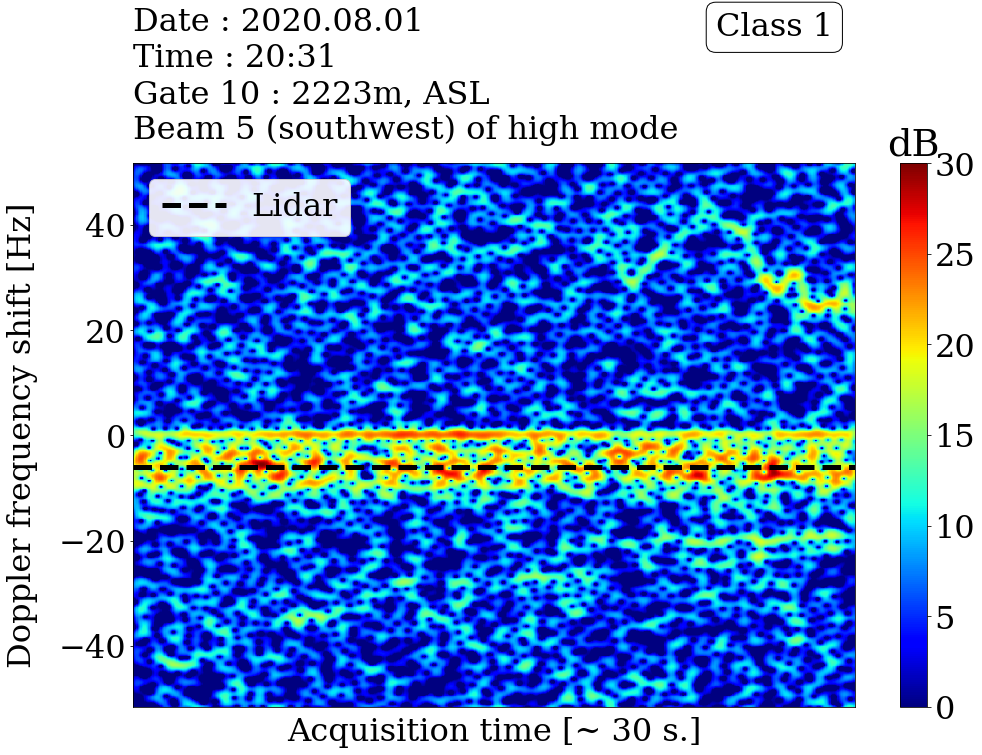 Date : 2020.08.01
Time : 20:31
Gate 10 : 2223m, ASL
Beam 5 (southwest) of high mode
Class 1
dB
Lidar
Doppler frequency shift [Hz]
40
20
0
−20
−40
30
25
20
15
10
5
0
Acquisition time [~ 30 s.]